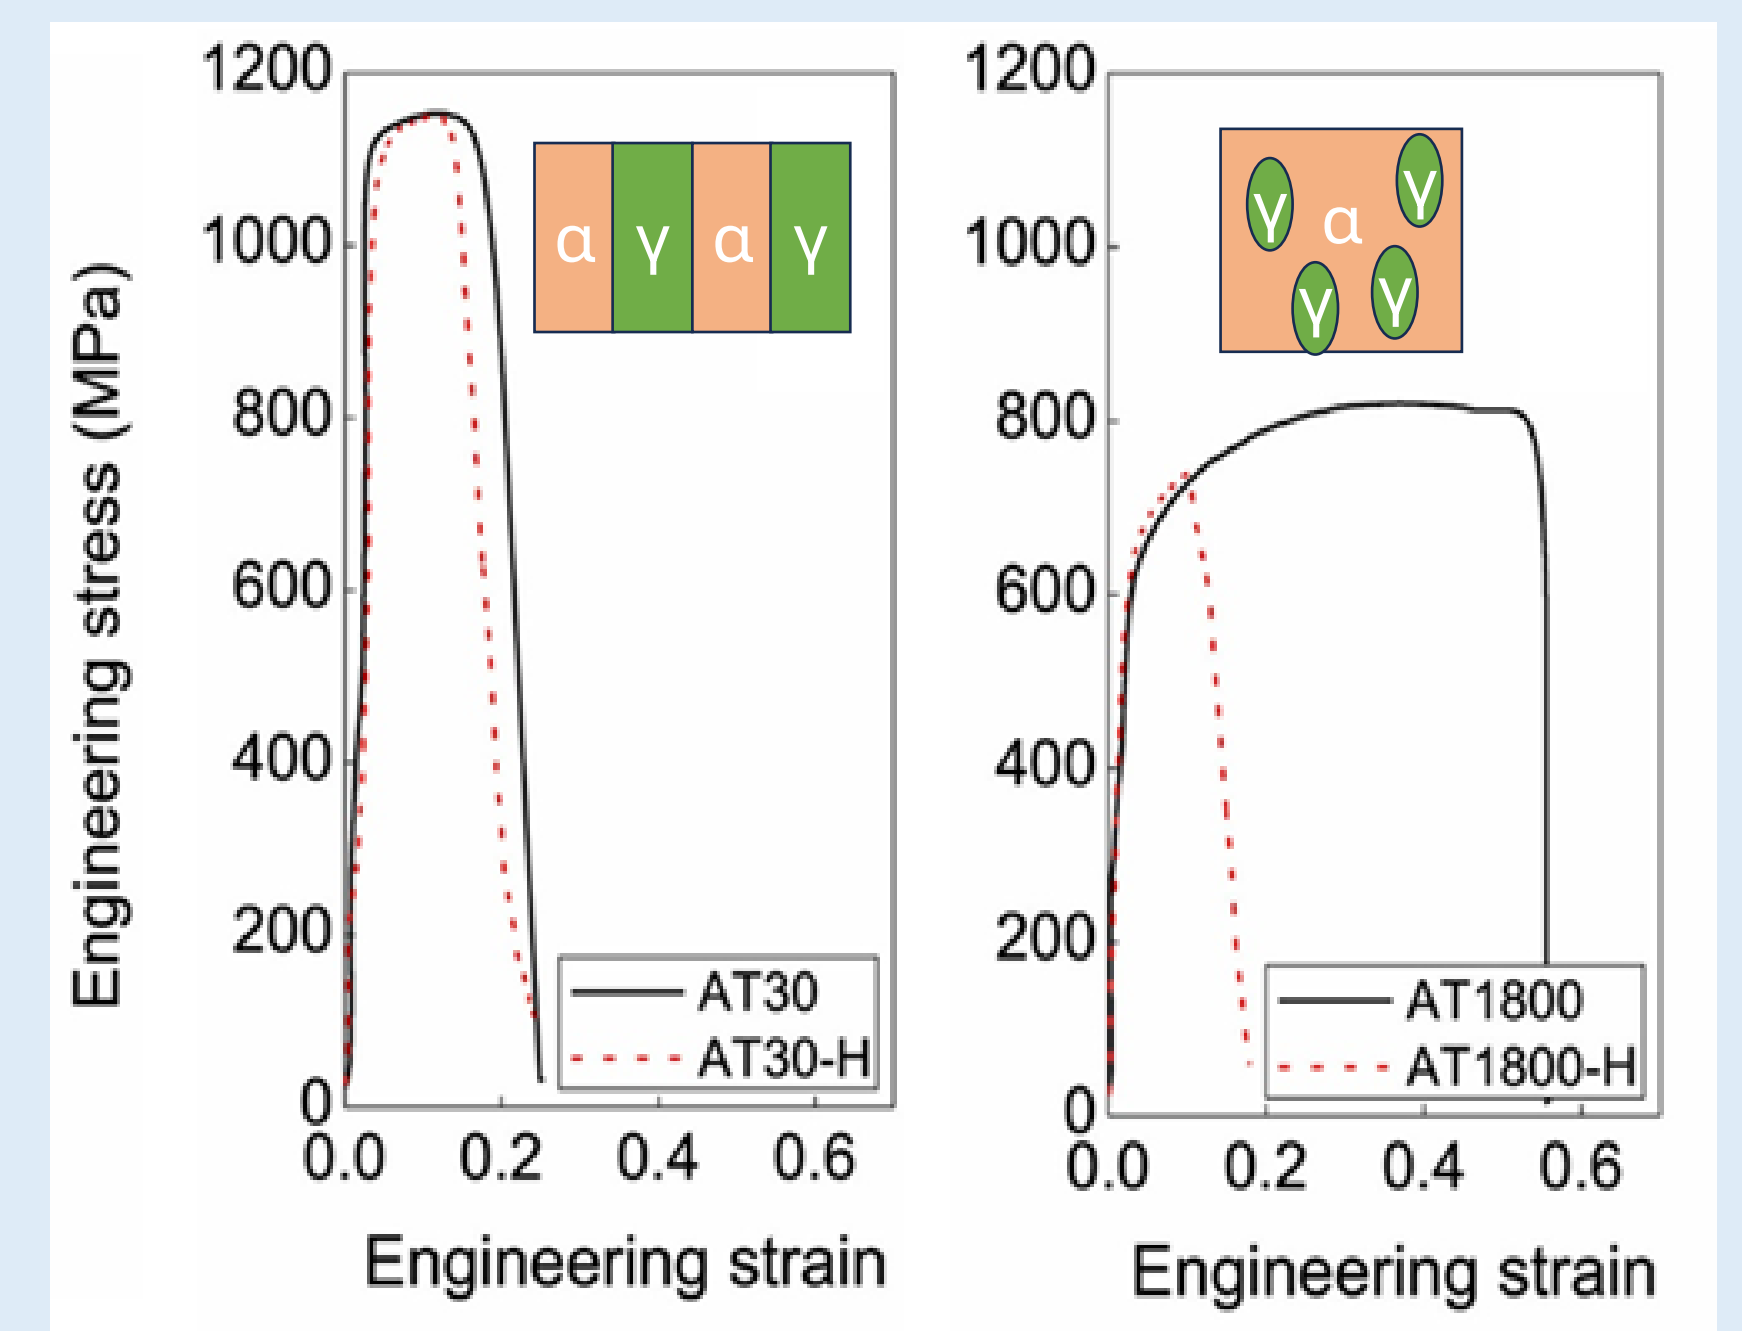 Engineering stress (MPa)
1200
1000
800
600
400
200
0
0.0 0.2 0.4 0.6
Engineering strain
α γ α γ
AT30
AT30-H
1200
1000
800
600
400
200
0
0.0 0.2 0.4 0.6
Engineering strain
γ
γ
α
γ
γ
AT1800
AT1800-H